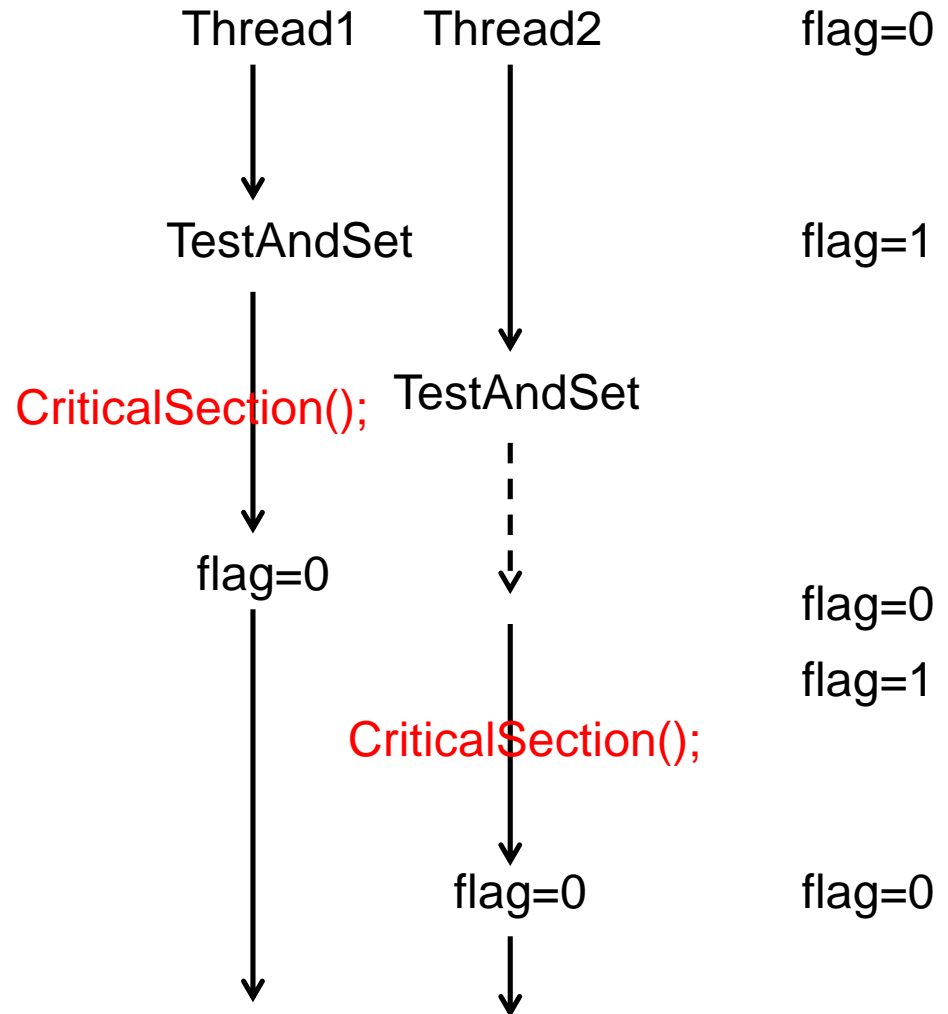 Thread1 Thread2 flag=0
TestAndSet flag=1
CriticalSection(); TestAndSet
flag=0
flag=0
flag=1
CriticalSection();
flag=0 flag=0